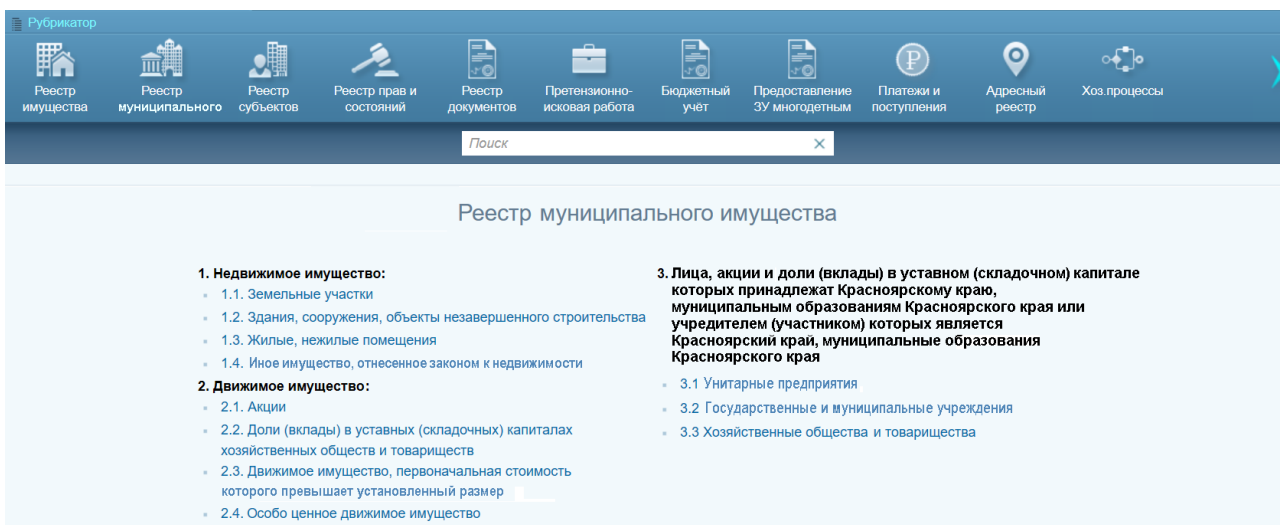 Рубрикатор
Реестр имущества
Реестр муниципального
Реестр субъектов
Реестр прав и состояний
Реестр документов
Претензионно-исковая работа
Бюджетный учёт
Предоставление ЗУ многодетным
Платежи и поступления
Адресный реестр
Хоз.процессы
Поиск
Реестр муниципального имущества
1. Недвижимое имущество:
1.1. Земельные участки
1.2. Здания, сооружения, объекты незавершенного строительства
1.3. Жилые, нежилые помещения
1.4. Иное имущество, отнесенное законом к недвижимости
2. Движимое имущество:
2.1. Акции
2.2. Доли (вклады) в уставных (складочных) капиталах
хозяйственных обществ и товариществ
2.3. Движимое имущество, первоначальная стоимость
которого превышает установленный размер
2.4. Особо ценное движимое имущество
3. Лица, акции и доли (вклады) в уставном (складочном) капитале
которых принадлежат Красноярскому краю,
муниципальным образованиям Красноярского края или
учредителем (участником) которых является
Красноярский край, муниципальные образования
Красноярского края
3.1 Унитарные предприятия
3.2 Государственные и муниципальные учреждения
3.3 Хозяйственные общества и товарищества